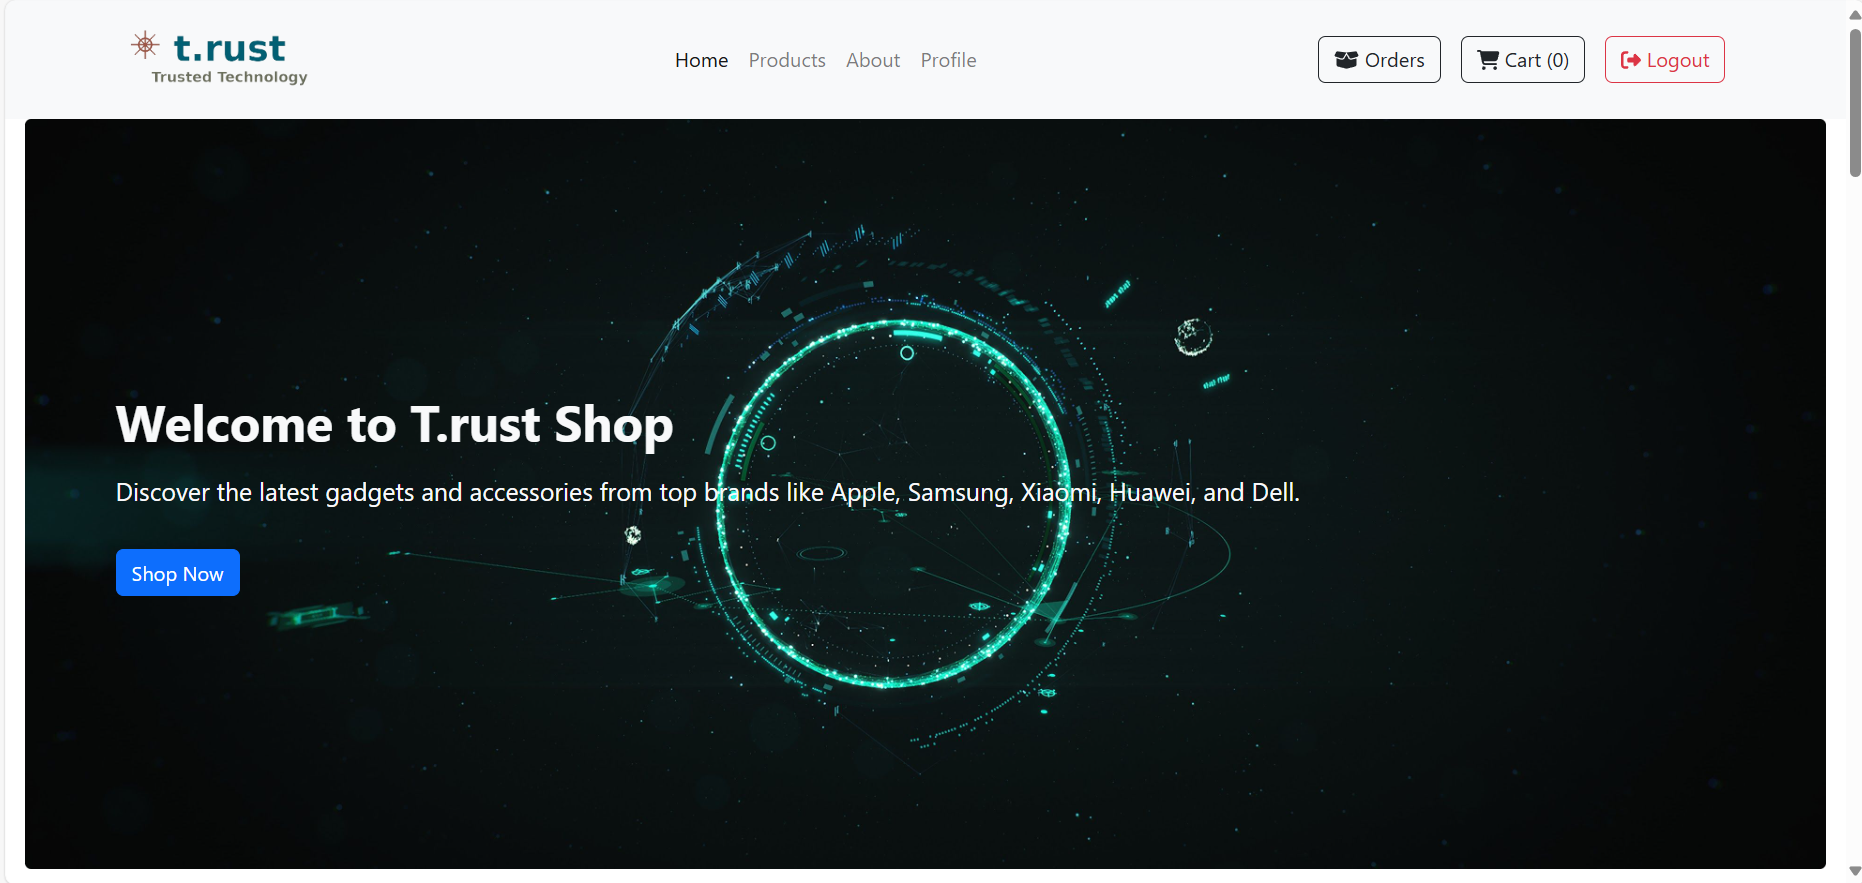 t.rust
Trusted Technology
Home Products About Profile
Orders
Cart (0)
Logout
Welcome to T.rust Shop
Discover the latest gadgets and accessories from top brands like Apple, Samsung, Xiaomi, Huawei, and Dell.
Shop Now